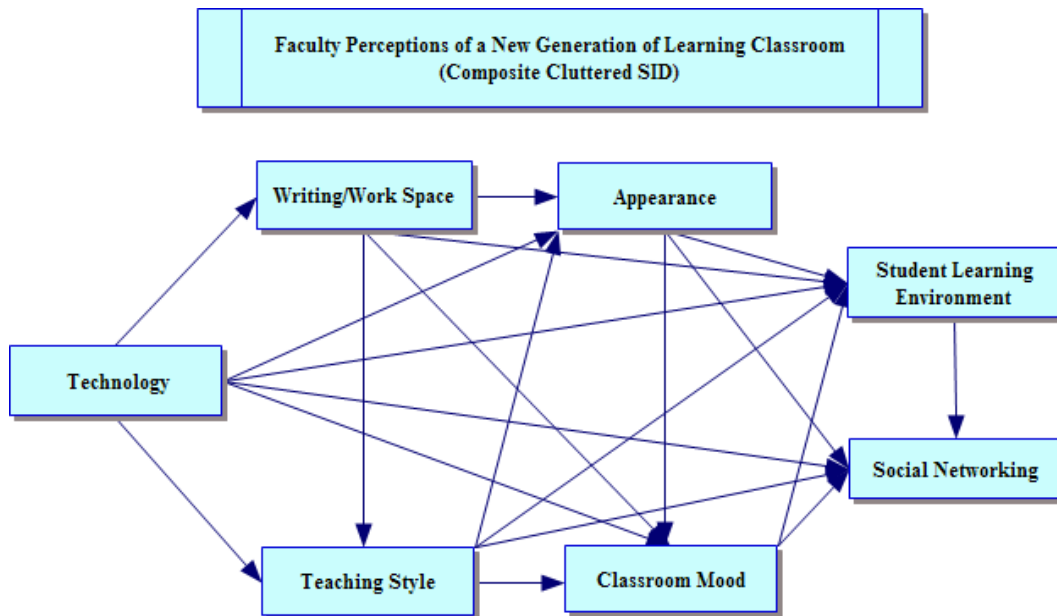 Faculty Perceptions of a New Generation of Learning Classroom
(Composite Cluttered SID)
Writing/Work Space
Appearance
Student Learning
Environment
Technology
Social Networking
Teaching Style
Classroom Mood